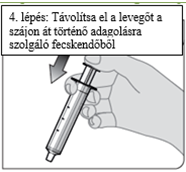 4. lépés: Távolítsa el a levegőt a
szájon át történő adagolásra
szolgáló fecskendőből